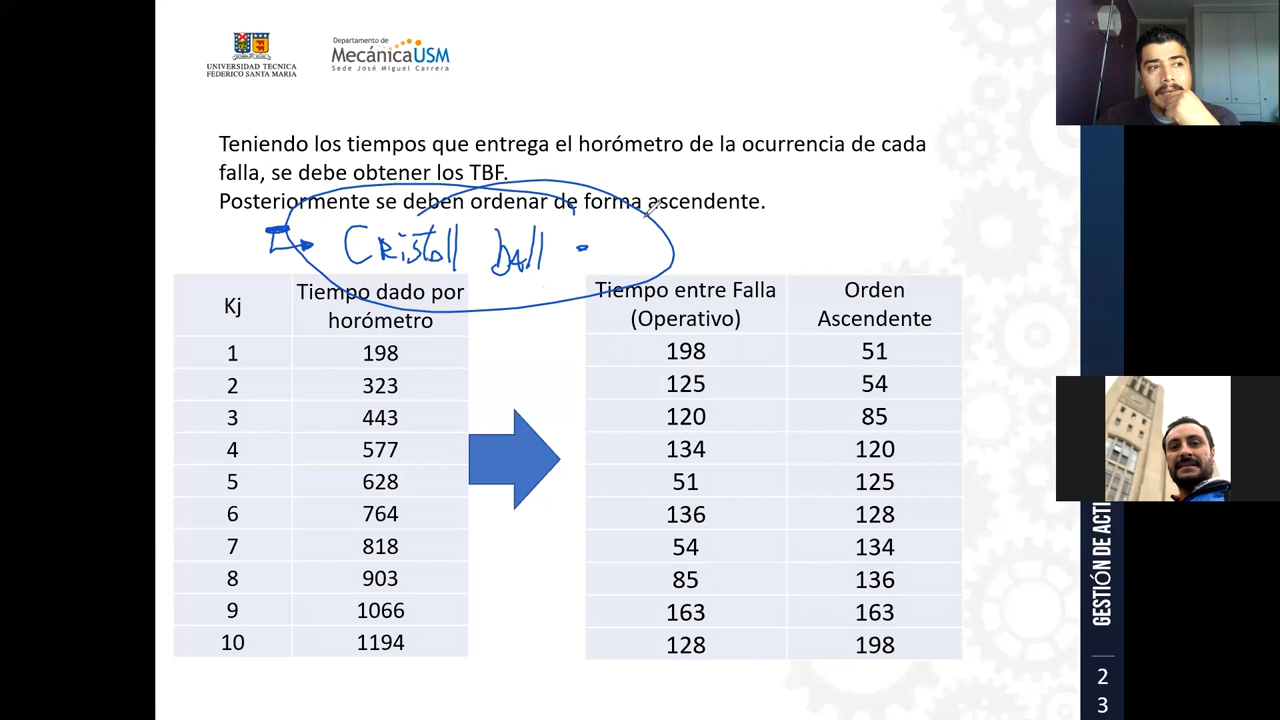 UNIVERSIDAD TECNICA
FEDERICO SANTA MARIA
Departamento de
MecánicaUSM
Sede José Miguel Carrera
Teniendo los tiempos que entrega el horómetro de la ocurrencia de cada
falla, se debe obtener los TBF.
Posteriormente se deben ordenar de forma ascendente.
CRistall ball
Kj Tiempo dado por horómetro
1 198
2 323
3 443
4 577
5 628
6 764
7 818
8 903
9 1066
10 1194
Tiempo entre Falla (Operativo) Orden Ascendente
198 51
125 54
120 85
134 120
51 125
136 128
54 134
85 136
163 163
128 198
GESTIÓN DE ACTI
2
3